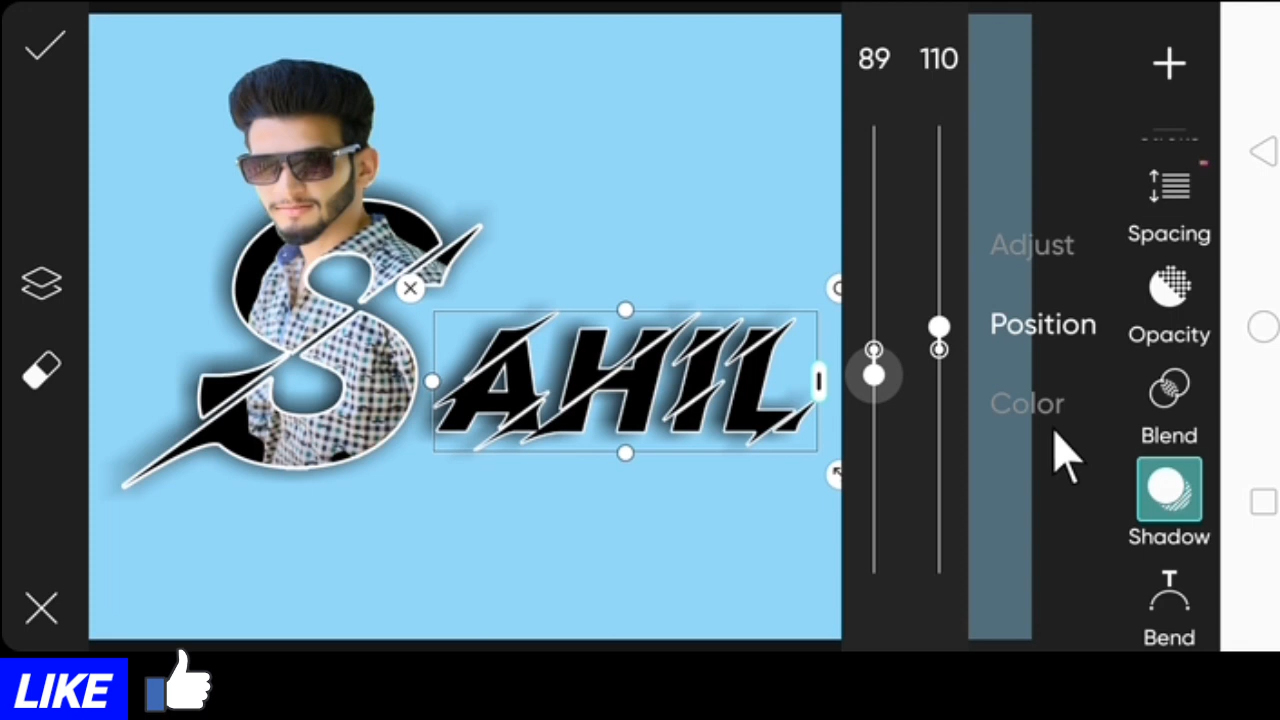 89 110
Adjust
Position
Color
Spacing
Opacity
Blend
Shadow
T
Bend
SAHIL
LIKE